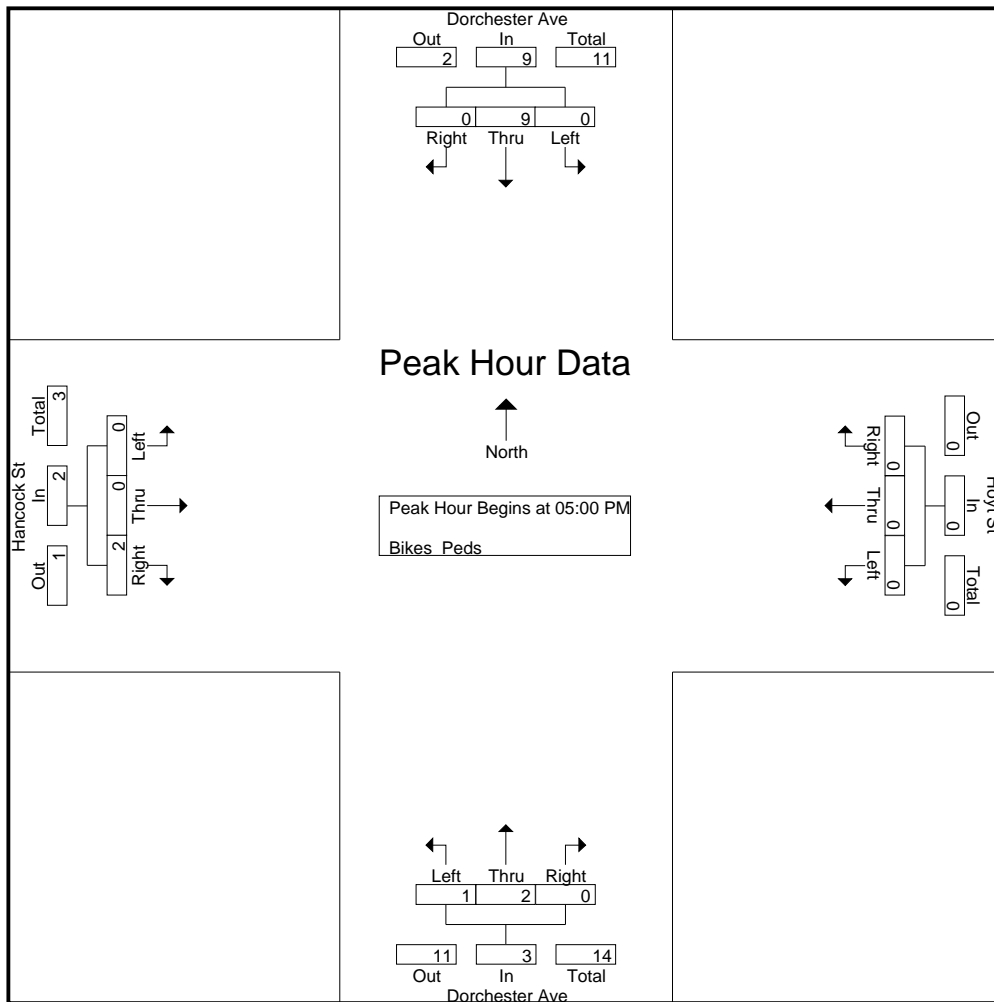 Dorchester Ave
Out In Total
2 9 11
0 9 0
Right Thru Left
Peak Hour Data
North
Peak Hour Begins at 05:00 PM
Bikes Peds
Hancock St
Out In Total
1 2 3
2 0 0
Right Thru Left
Hoyt St
Out In Total
0 0 0
Right Thru Left
0 0 0
Left Thru Right
1 2 0
11 3 14
Out In Total
Dorchester Ave